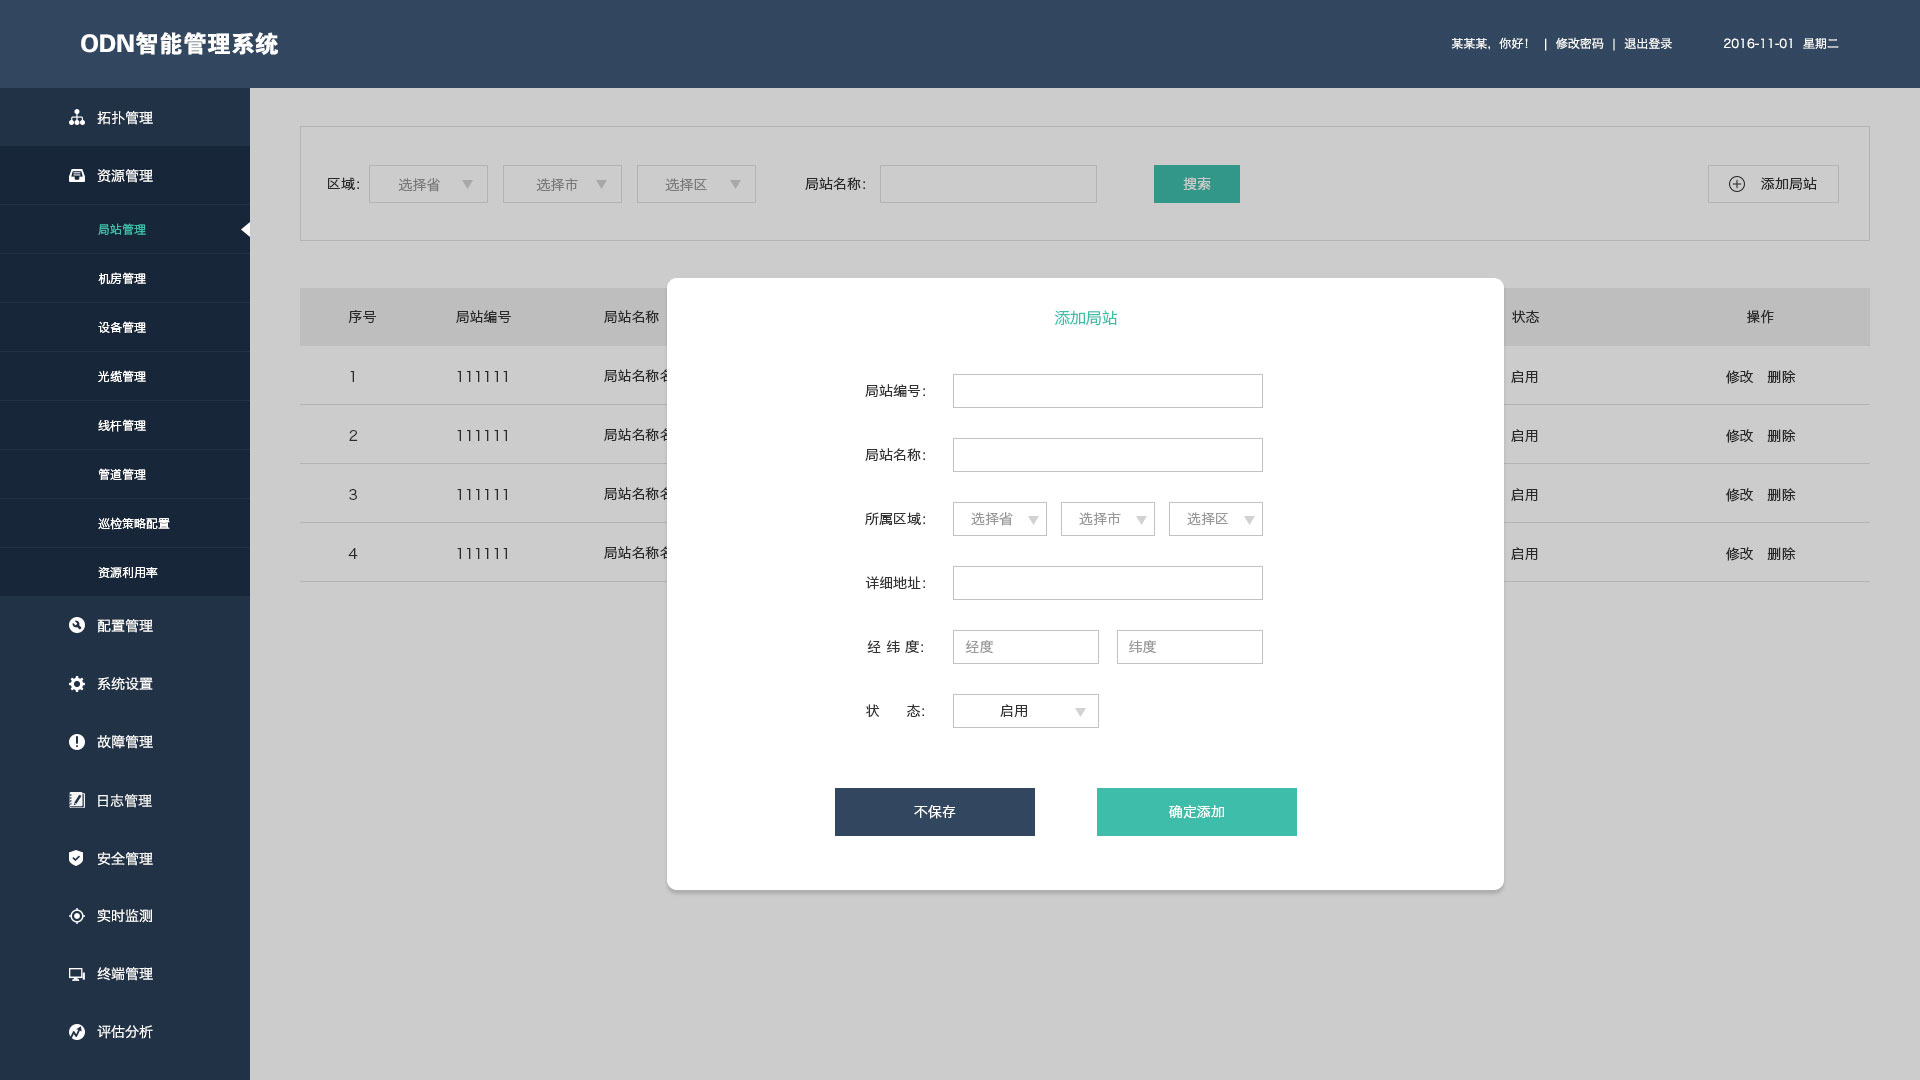 ODN智能管理系统
某某某，你好！ | 修改密码 | 退出登录 2016-11-01 星期二
拓扑管理
资源管理
局站管理
机房管理
设备管理
光缆管理
线杆管理
管道管理
巡检策略配置
资源利用率
配置管理
系统设置
故障管理
日志管理
安全管理
实时监测
终端管理
评估分析
区域： 选择省 选择市 选择区 局站名称： 搜索 添加局站
序号 局站编号 局站名称 状态 操作
1 111111 局站名称名 启用 修改 删除
2 111111 局站名称名 启用 修改 删除
3 111111 局站名称名 启用 修改 删除
4 111111 局站名称名 启用 修改 删除
添加局站
局站编号：
局站名称：
所属区域： 选择省 选择市 选择区
详细地址：
经 纬 度： 经度 纬度
状 态： 启用
不保存 确定添加